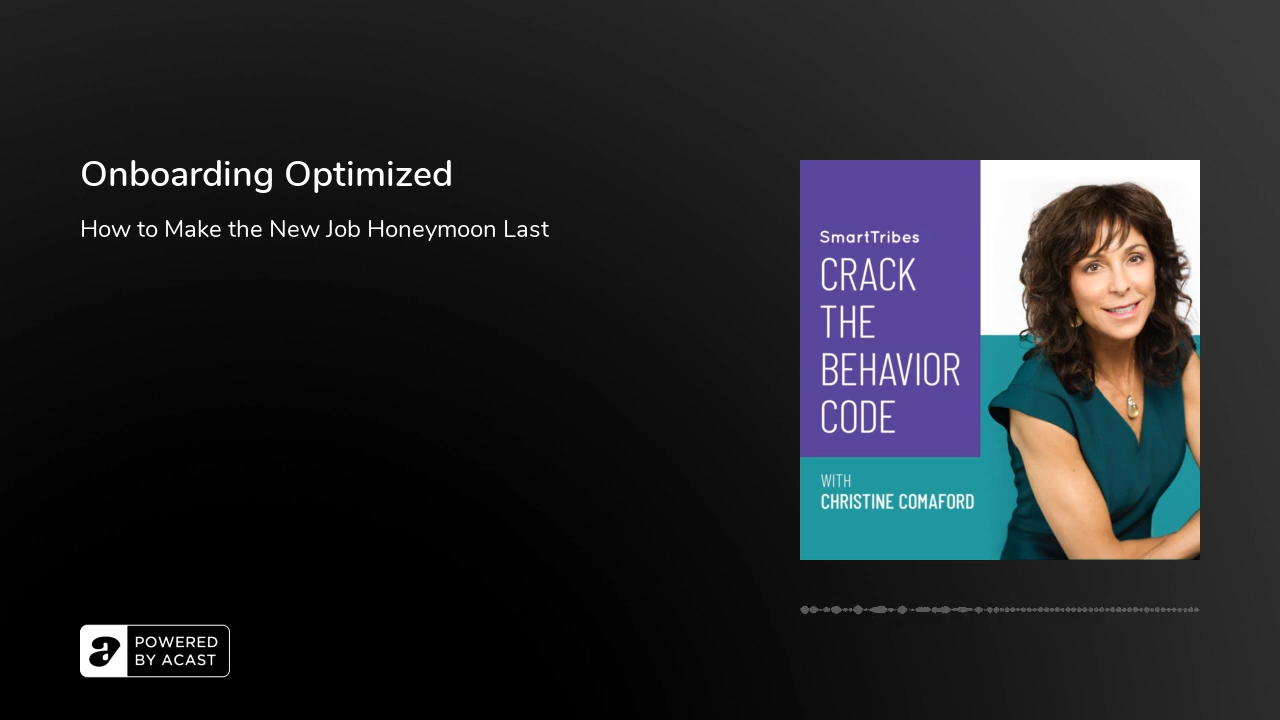 Onboarding Optimized
How to Make the New Job Honeymoon Last
SmartTribes
CRACK
THE
BEHAVIOR
CODE
WITH
CHRISTINE COMAFORD
POWERED
BY ACAST